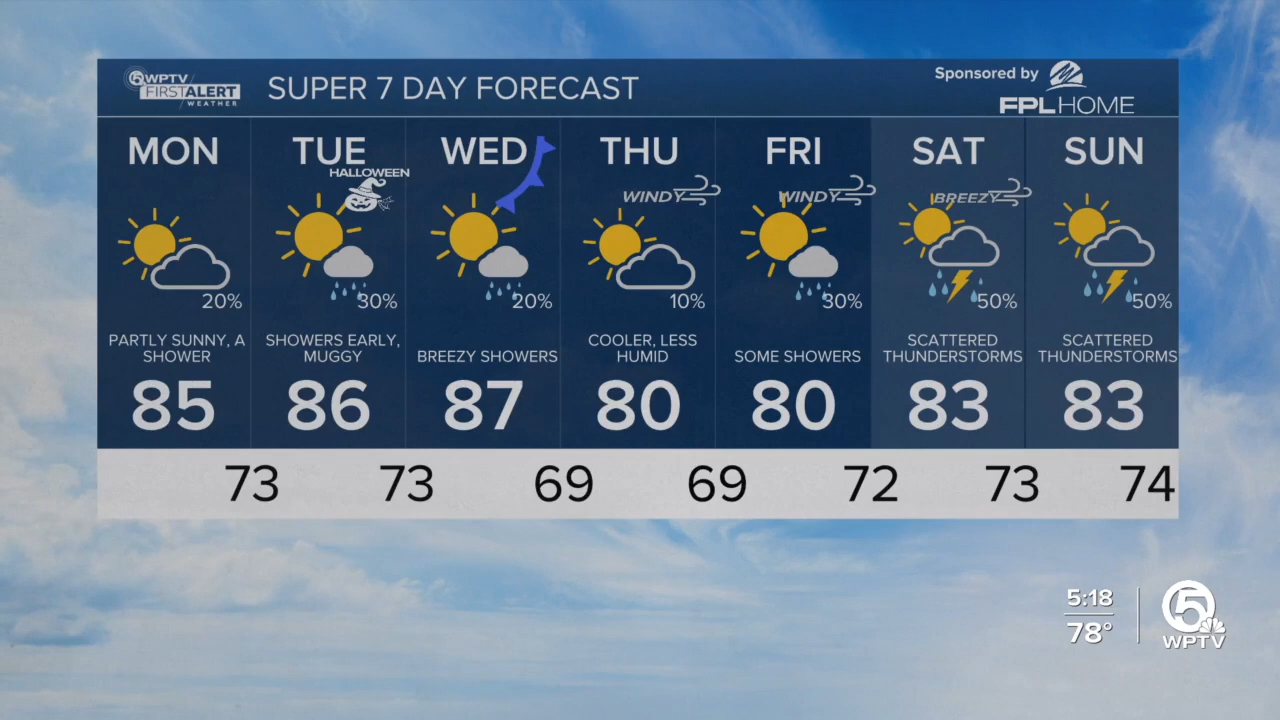 5 WPTV
FIRST ALERT
WEATHER
SUPER 7 DAY FORECAST
Sponsored by
FPL HOME
MON
TUE
WED
THU
FRI
SAT
SUN
HALLOWEEN
WINDY
WINDY
BREEZY
20%
30%
20%
10%
30%
50%
50%
PARTLY SUNNY, A
SHOWER
SHOWERS EARLY,
MUGGY
BREEZY SHOWERS
COOLER, LESS
HUMID
SOME SHOWERS
SCATTERED
THUNDERSTORMS
SCATTERED
THUNDERSTORMS
85
86
87
80
80
83
83
73
73
69
69
72
73
74
5:18
78°
5
WPTV